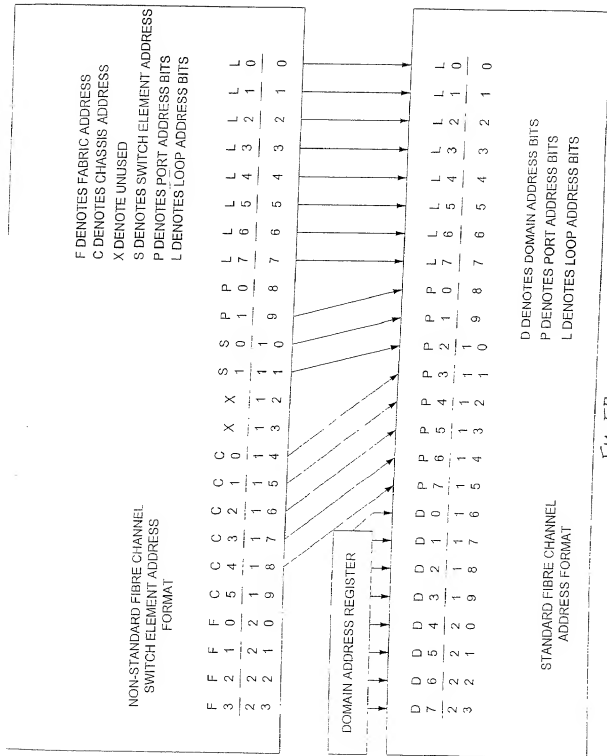 NON-STANDARD FIBRE CHANNEL
SWITCH ELEMENT ADDRESS
FORMAT
F DENOTES FABRIC ADDRESS
C DENOTES CHASSIS ADDRESS
X DENOTE UNUSED
S DENOTES SWITCH ELEMENT ADDRESS
P DENOTES PORT ADDRESS BITS
L DENOTES LOOP ADDRESS BITS
F F F F C C C C C C X X S S P P L L L L L L L L
3 2 1 0 5 4 3 2 1 0 1 0 1 0 7 6 5 4 3 2 1 0
2 2 2 2 1 1 1 1 1 1 1 1 1 1
3 2 1 0 9 8 7 6 5 4 3 2 1 0 9 8 7 6 5 4 3 2 1 0
DOMAIN ADDRESS REGISTER
D D D D D D D D P P P P P P P P L L L L L L L L
7 6 5 4 3 2 1 0 7 6 5 4 3 2 1 0 7 6 5 4 3 2 1 0
2 2 2 2 1 1 1 1 1 1 1 1 1 1
3 2 1 0 9 8 7 6 5 4 3 2 1 0 9 8 7 6 5 4 3 2 1 0
STANDARD FIBRE CHANNEL
ADDRESS FORMAT
D DENOTES DOMAIN ADDRESS BITS
P DENOTES PORT ADDRESS BITS
L DENOTES LOOP ADDRESS BITS